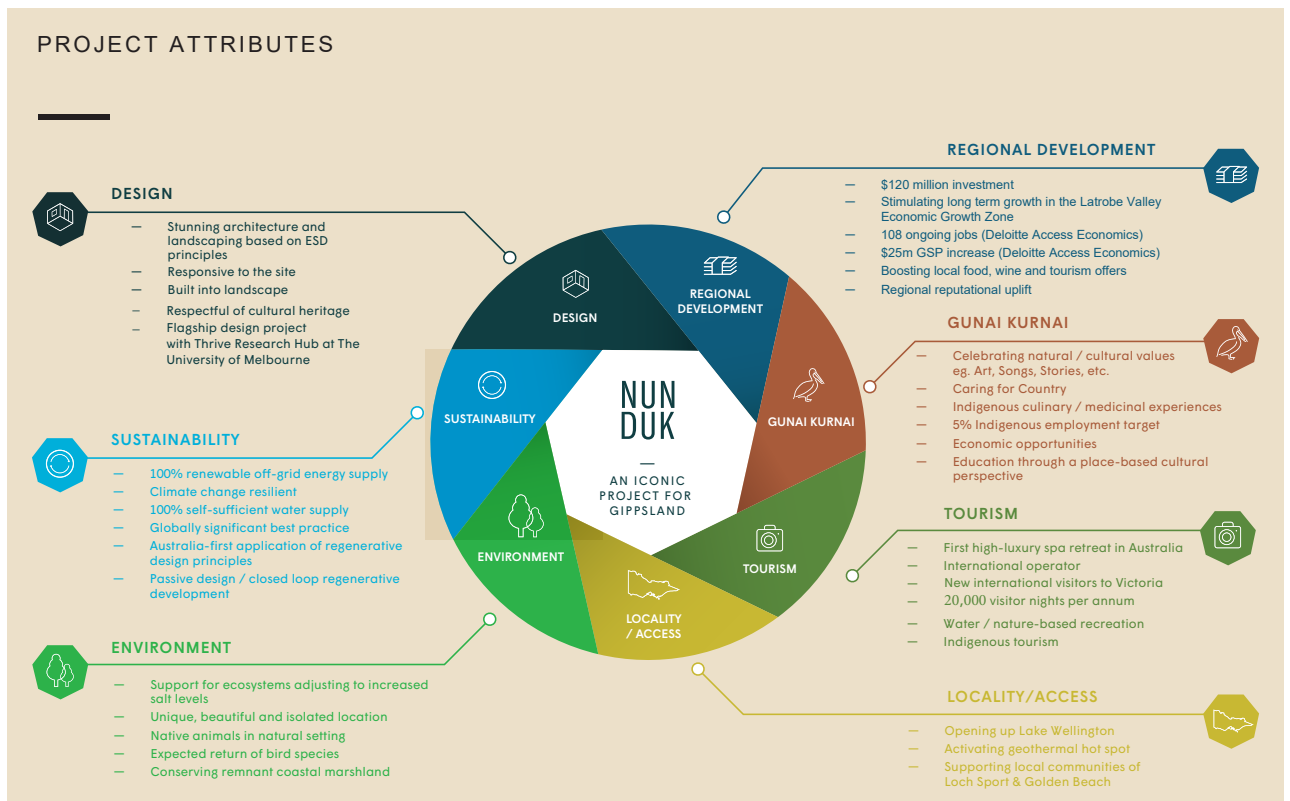 PROJECT ATTRIBUTES
DESIGN
— Stunning architecture and
landscaping based on ESD
principles
— Responsive to the site
— Built into landscape
— Respectful of cultural heritage
— Flagship design project
with Thrive Research Hub at The
University of Melbourne
SUSTAINABILITY
— 100% renewable off-grid energy supply
— Climate change resilient
— 100% self-sufficient water supply
— Globally significant best practice
— Australia-first application of regenerative
design principles
— Passive design / closed loop regenerative
development
ENVIRONMENT
— Support for ecosystems adjusting to increased
salt levels
— Unique, beautiful and isolated location
— Native animals in natural setting
— Expected return of bird species
— Conserving remnant coastal marshland
DESIGN
REGIONAL
DEVELOPMENT
GUNAI KURNAI
TOURISM
LOCALITY
/ ACCESS
ENVIRONMENT
SUSTAINABILITY
NUN
DUK
—
AN ICONIC
PROJECT FOR
GIPPSLAND
REGIONAL DEVELOPMENT
— $120 million investment
— Stimulating long term growth in the Latrobe Valley
Economic Growth Zone
— 108 ongoing jobs (Deloitte Access Economics)
— $25m GSP increase (Deloitte Access Economics)
— Boosting local food, wine and tourism offers
— Regional reputational uplift
GUNAI KURNAI
— Celebrating natural / cultural values
eg. Art, Songs, Stories, etc.
— Caring for Country
— Indigenous culinary / medicinal experiences
— 5% Indigenous employment target
— Economic opportunities
— Education through a place-based cultural
perspective
TOURISM
— First high-luxury spa retreat in Australia
— International operator
— New international visitors to Victoria
— 20,000 visitor nights per annum
— Water / nature-based recreation
— Indigenous tourism
LOCALITY/ACCESS
— Opening up Lake Wellington
— Activating geothermal hot spot
— Supporting local communities of
Loch Sport & Golden Beach